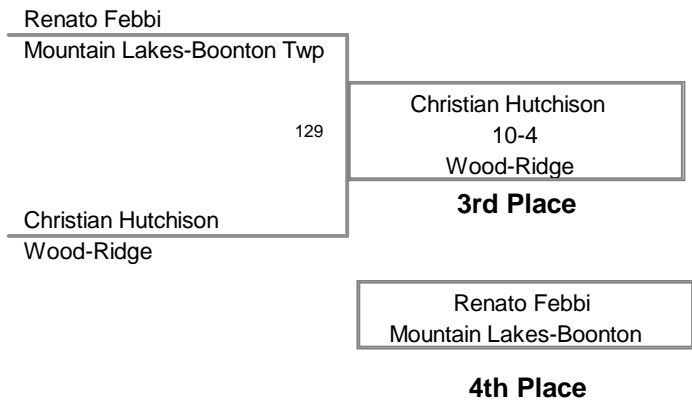 Renato Febbi
Mountain Lakes-Boonton Twp
129
Christian Hutchison
10-4
Wood-Ridge
3rd Place
Christian Hutchison
Wood-Ridge
Renato Febbi
Mountain Lakes-Boonton
4th Place